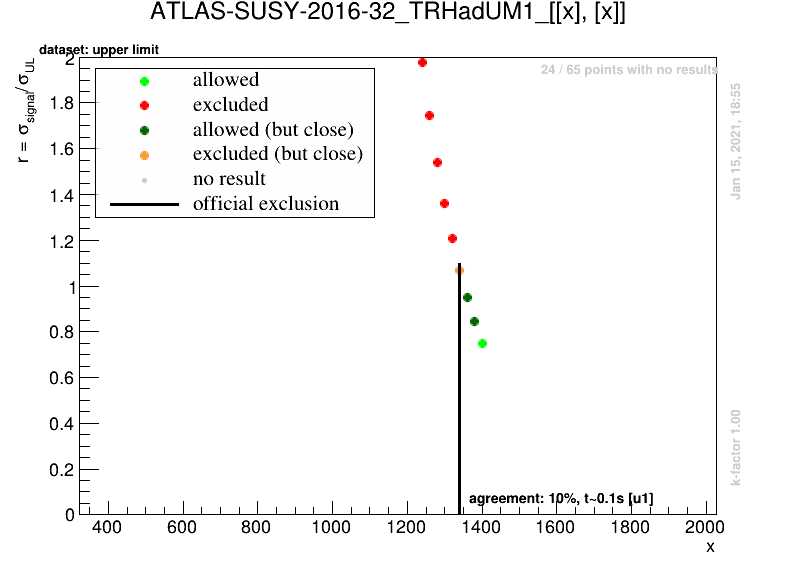 ATLAS-SUSY-2016-32_TRHadUM1_[[x], [x]]
dataset: upper limit
24 / 65 points with no results
Jan 15, 2021, 18:55
r = σsignal/σUL
allowed
excluded
allowed (but close)
excluded (but close)
no result
official exclusion
2
1.8
1.6
1.4
1.2
1
0.8
0.6
0.4
0.2
0
k-factor 1.00
agreement: 10%, t~0.1s [u1]
400 600 800 1000 1200 1400 1600 1800 2000
x